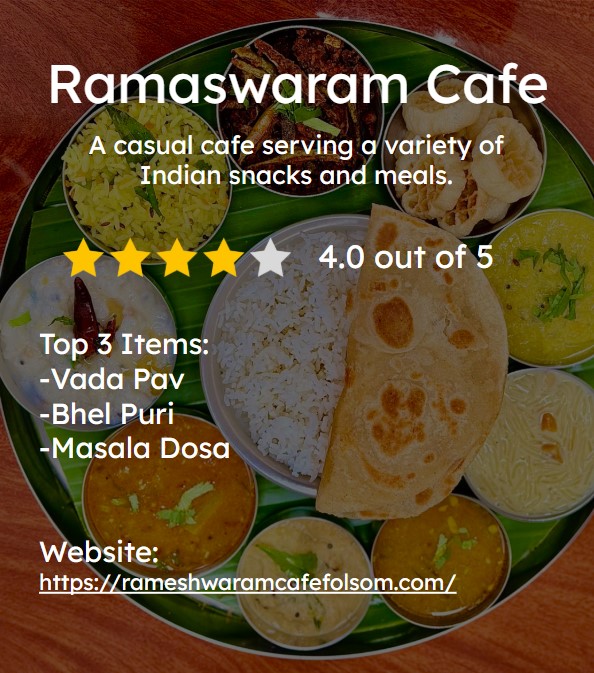 Ramaswaram Cafe
A casual cafe serving a variety of
Indian snacks and meals.
4.0 out of 5
Top 3 Items:
-Vada Pav
-Bhel Puri
-Masala Dosa
Website:
https://rameshwaramcafefolsom.com/